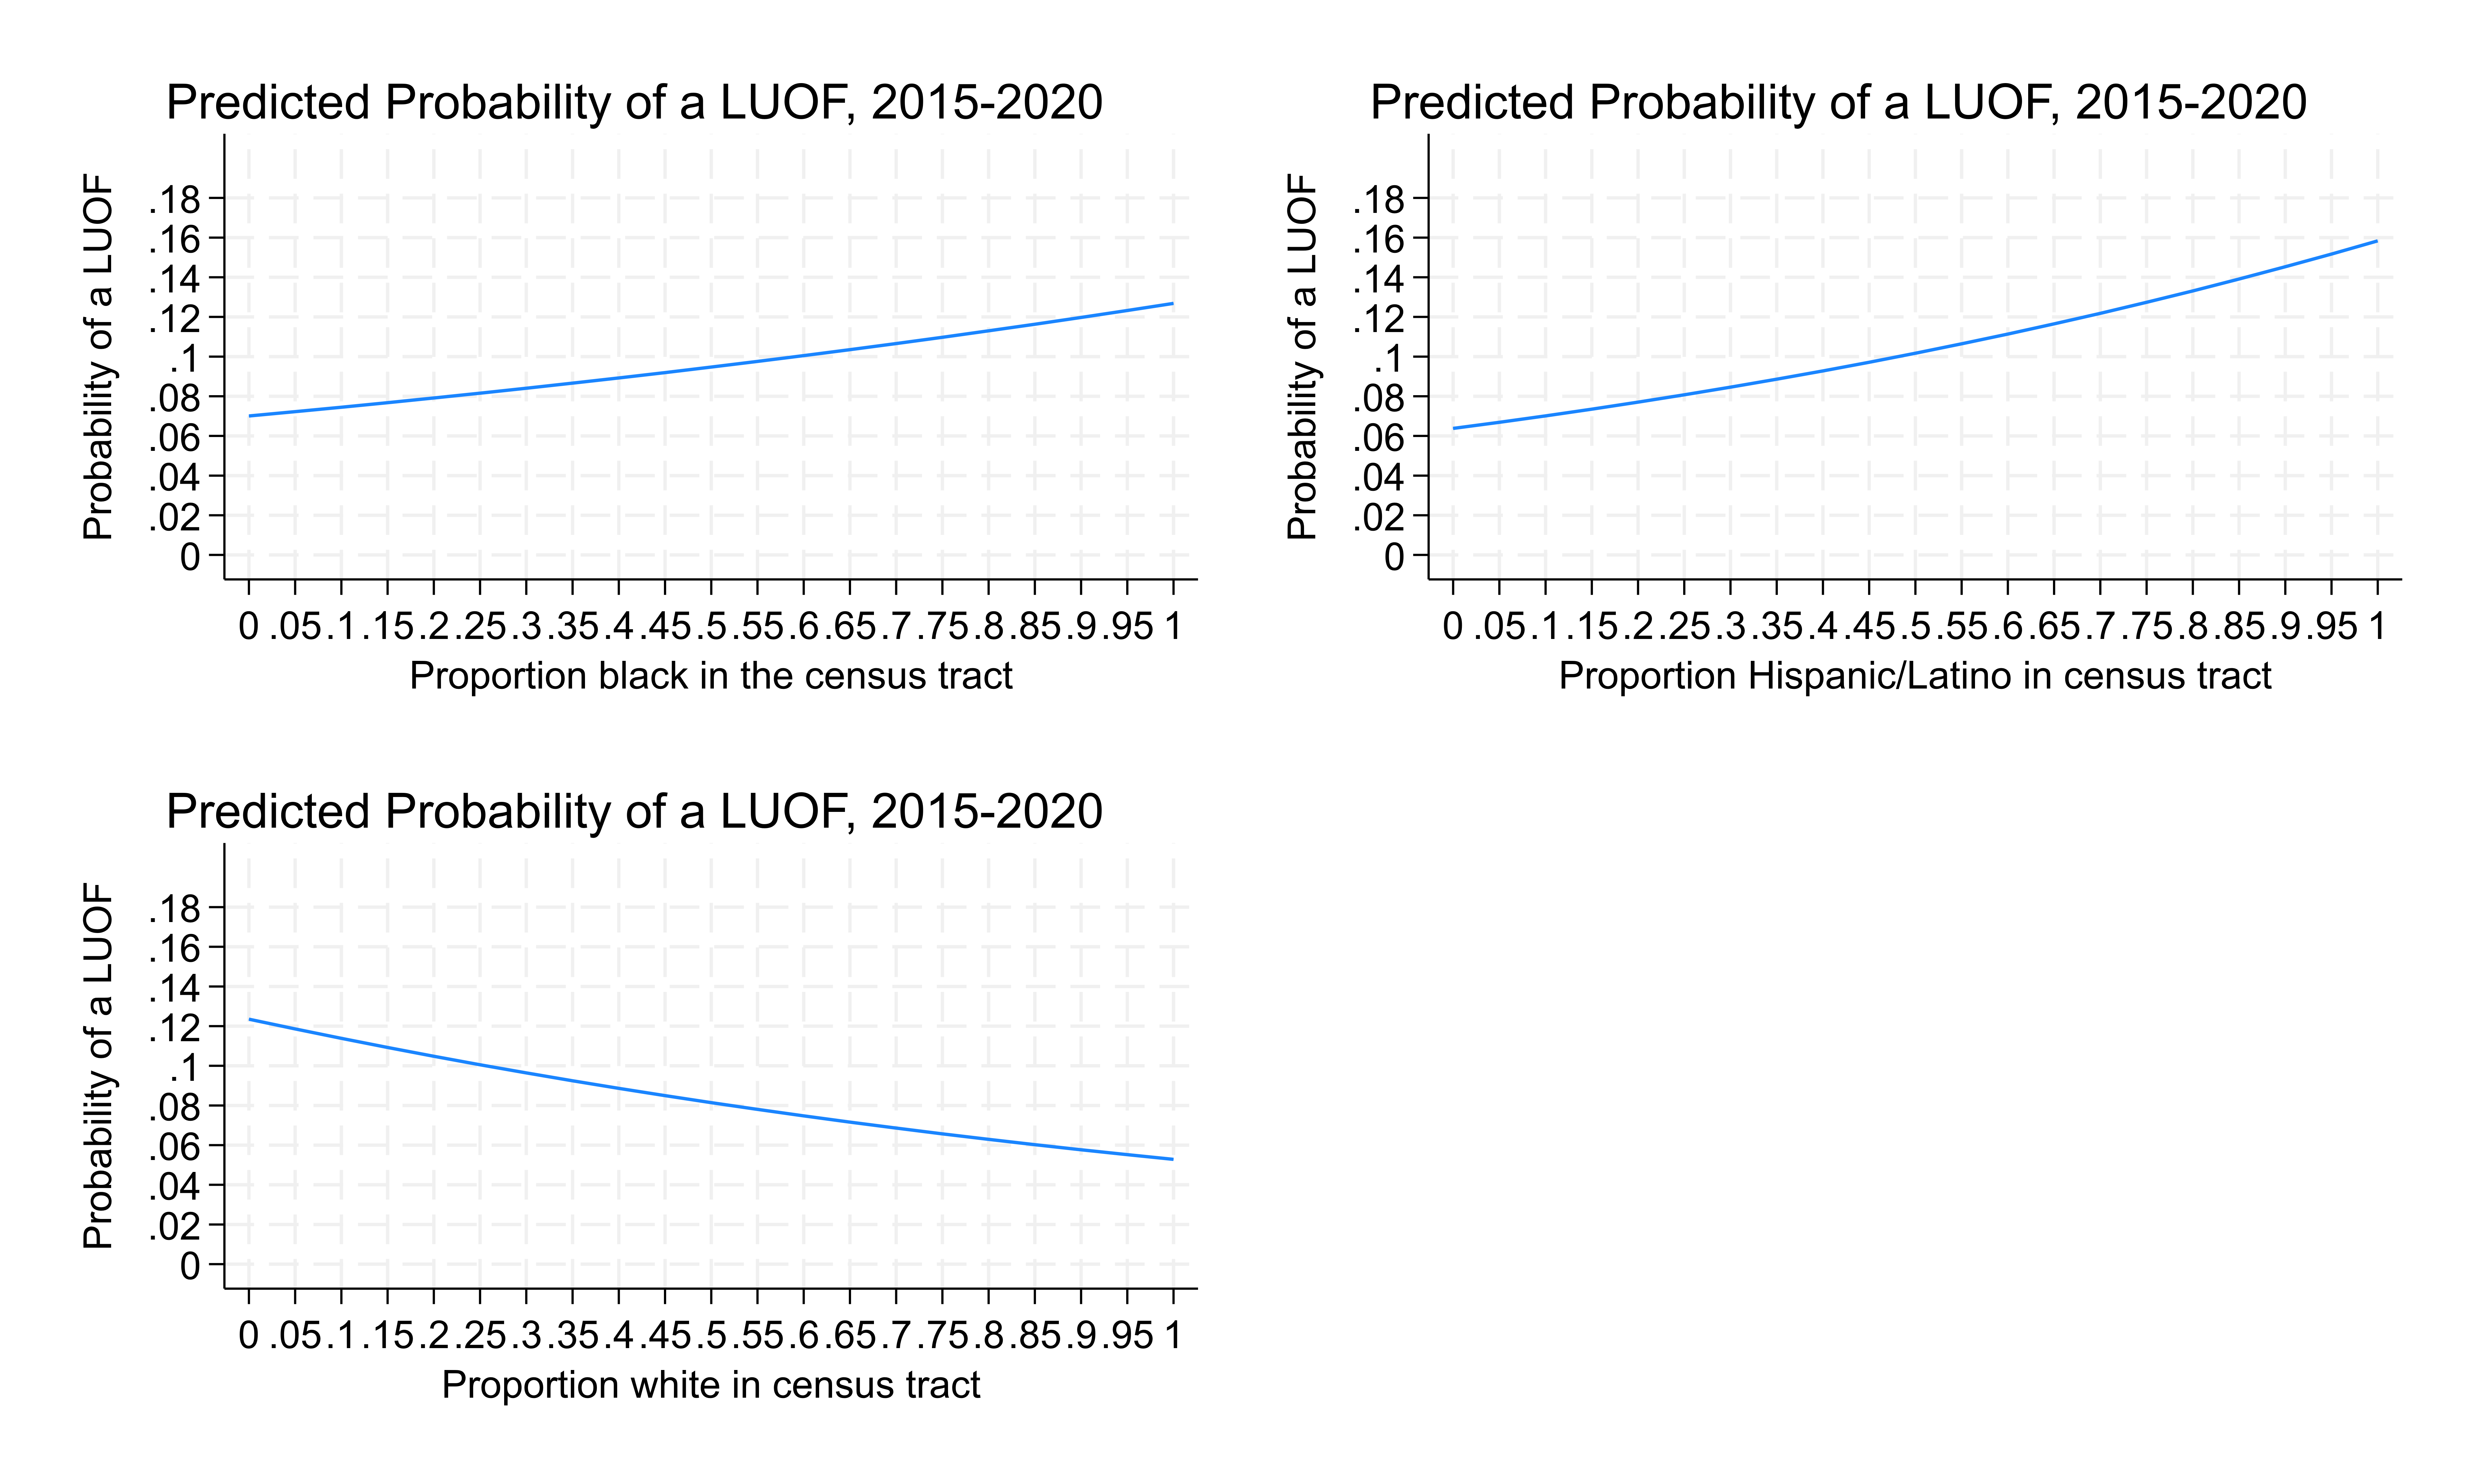 Predicted Probability of a LUOF, 2015-2020
Probability of a LUOF
.18
.16
.14
.12
.1
.08
.06
.04
.02
0
0 .05 .1 .15 .2 .25 .3 .35 .4 .45 .5 .55 .6 .65 .7 .75 .8 .85 .9 .95 1
Proportion black in the census tract
Predicted Probability of a LUOF, 2015-2020
Probability of a LUOF
.18
.16
.14
.12
.1
.08
.06
.04
.02
0
0 .05 .1 .15 .2 .25 .3 .35 .4 .45 .5 .55 .6 .65 .7 .75 .8 .85 .9 .95 1
Proportion Hispanic/Latino in census tract
Predicted Probability of a LUOF, 2015-2020
Probability of a LUOF
.18
.16
.14
.12
.1
.08
.06
.04
.02
0
0 .05 .1 .15 .2 .25 .3 .35 .4 .45 .5 .55 .6 .65 .7 .75 .8 .85 .9 .95 1
Proportion white in census tract